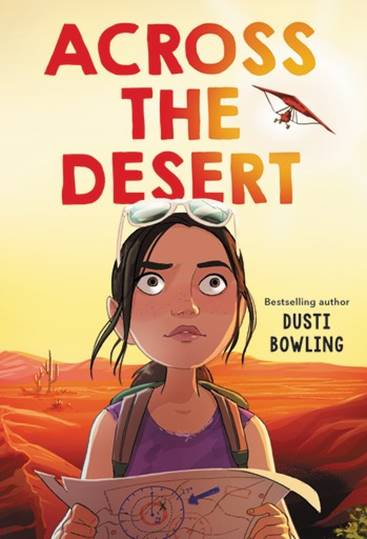 ACROSS
THE
DESERT
Bestselling author
DUSTI
BOWLING